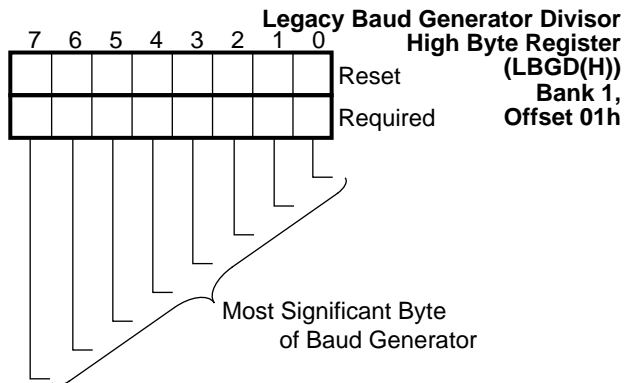 Legacy Baud Generator Divisor
High Byte Register
(LBGD(H))
Bank 1,
Offset 01h
7 6 5 4 3 2 1 0
Reset
Required
Most Significant Byte
of Baud Generator